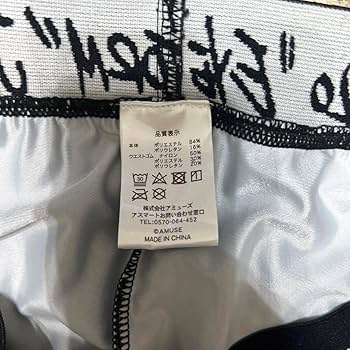 品質表示
本体 ポリエステル 84%
ポリウレタン 16%
ウエストゴム ナイロン 50%
ポリエステル 30%
ポリウレタン 20%
30
株式会社アミューズ
アスマートお問い合わせ窓口
TEL:0570-064-452
©AMUSE
MADE IN CHINA